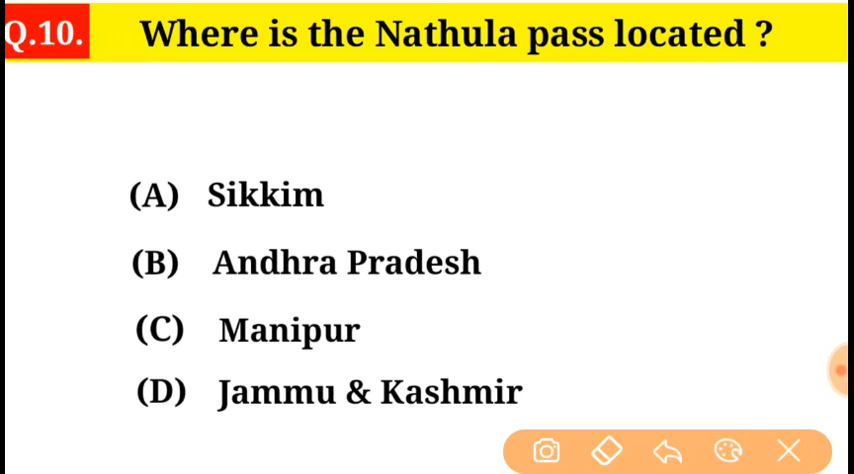 Q.10. Where is the Nathula pass located ?
(A) Sikkim
(B) Andhra Pradesh
(C) Manipur
(D) Jammu & Kashmir